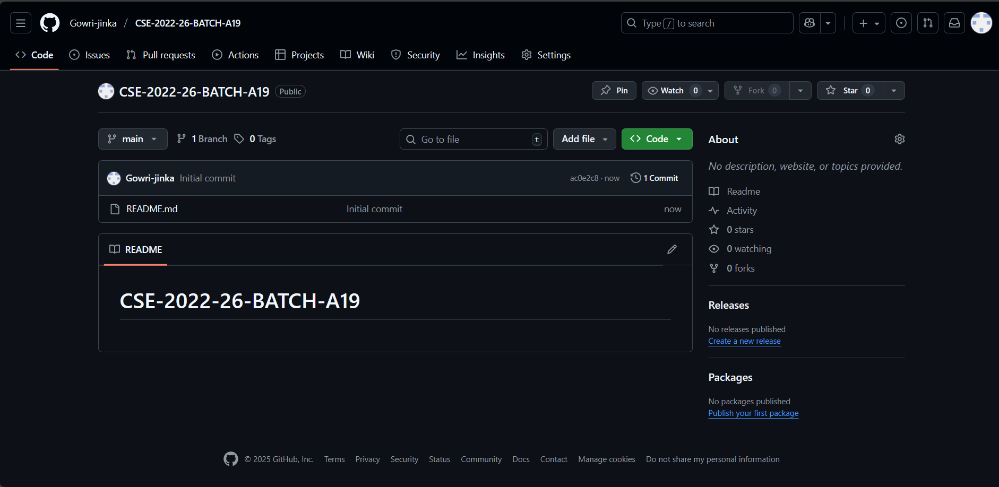 Gowri-jinka / CSE-2022-26-BATCH-A19 Type / to search
Code Issues Pull requests Actions Projects Wiki Security Insights Settings
CSE-2022-26-BATCH-A19 Public Pin Watch 0 Fork 0 Star 0
main 1 Branch 0 Tags Go to file t Add file Code
Gowri-jinka Initial commit ac0e2c8 · now 1 Commit
README.md Initial commit now
README
CSE-2022-26-BATCH-A19
About
No description, website, or topics provided.
Readme
Activity
0 stars
0 watching
0 forks
Releases
No releases published
Create a new release
Packages
No packages published
Publish your first package
© 2025 GitHub, Inc. Terms Privacy Security Status Community Docs Contact Manage cookies Do not share my personal information